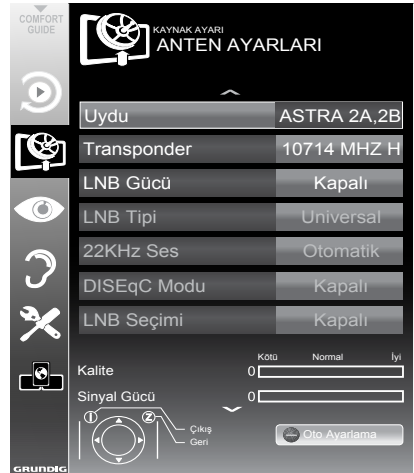 COMFORT
GUIDE
KAYNAK AYARI
ANTEN AYARLARI
Uydu ASTRA 2A,2B
Transponder 10714 MHZ H
LNB Gücü Kapalı
LNB Tipi Universal
22KHz Ses Otomatik
DISEqC Modu Kapalı
LNB Seçimi Kapalı
Kötü Normal İyi
Kalite 0
Sinyal Gücü 0
Çıkış
Geri
Oto Ayarlama
GRUNDIG